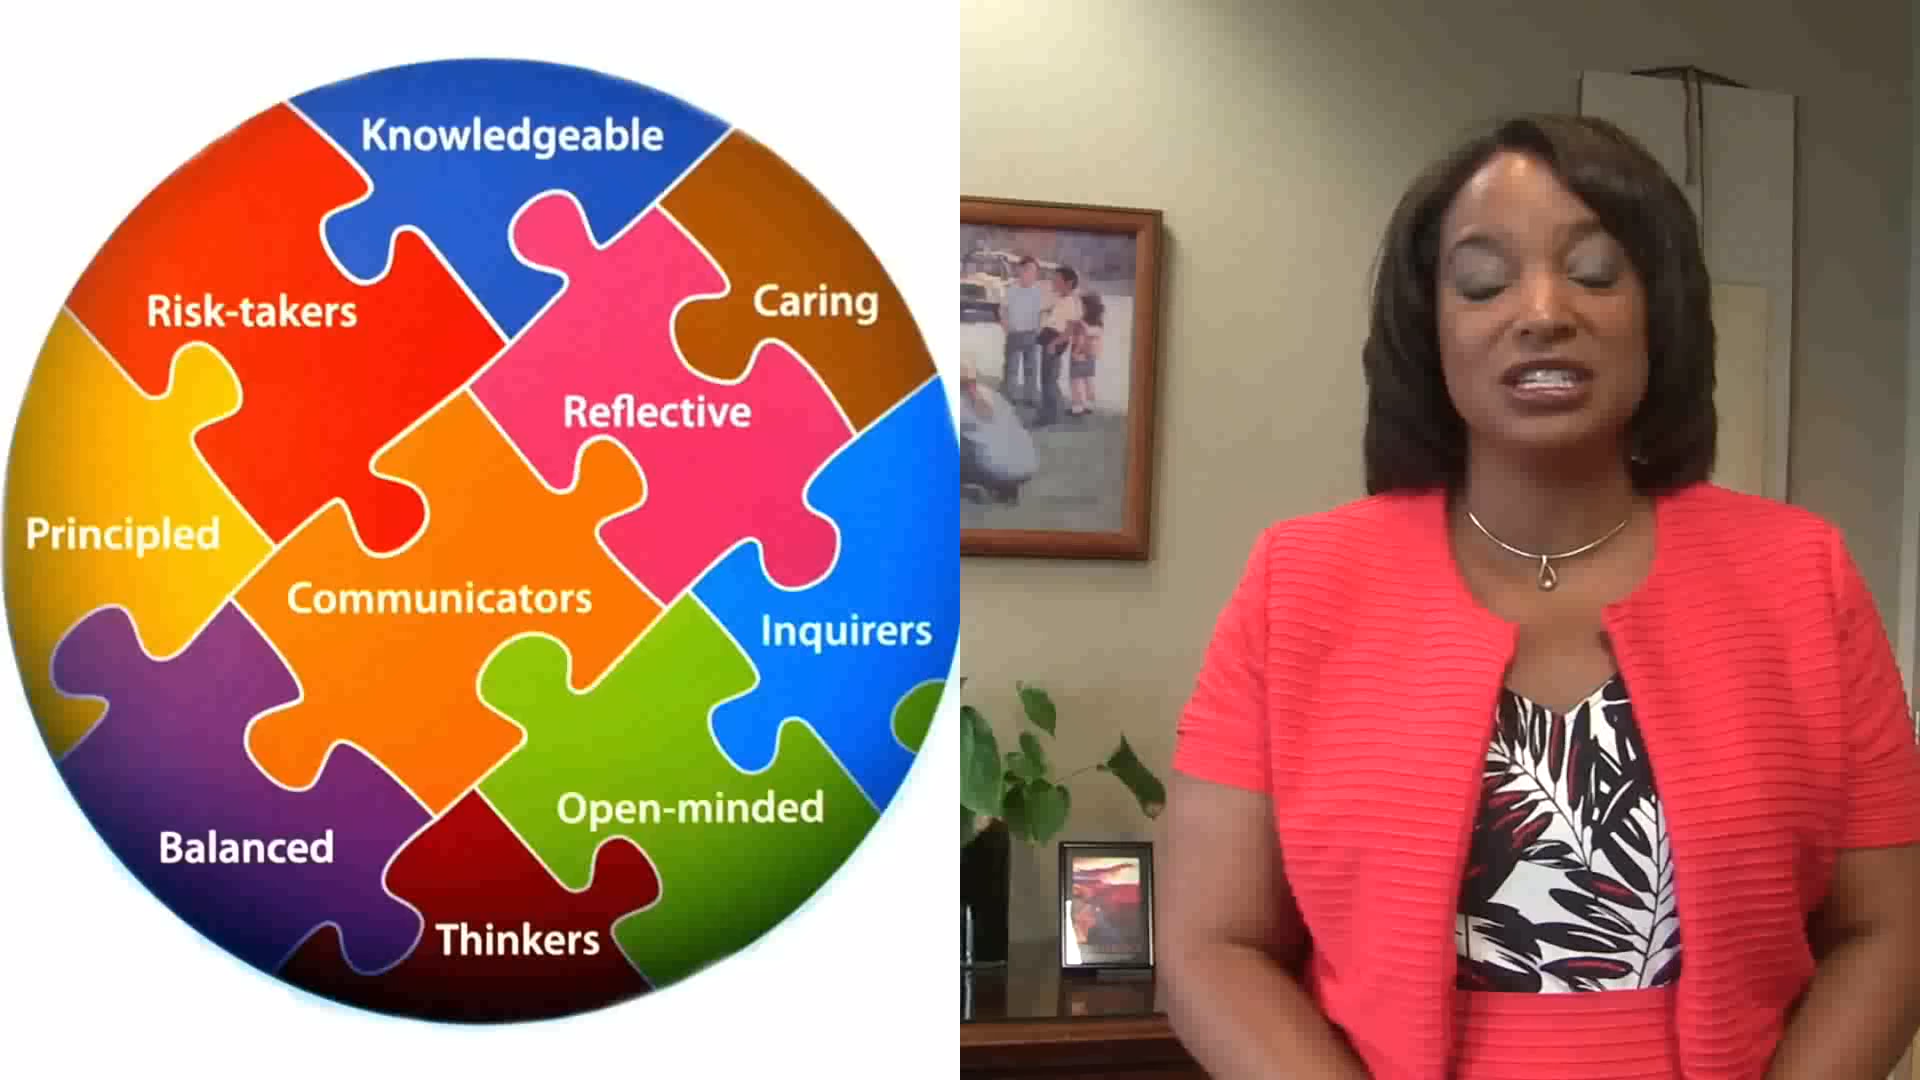 Knowledgeable
Caring
Risk-takers
Reflective
Principled
Communicators
Inquirers
Open-minded
Balanced
Thinkers